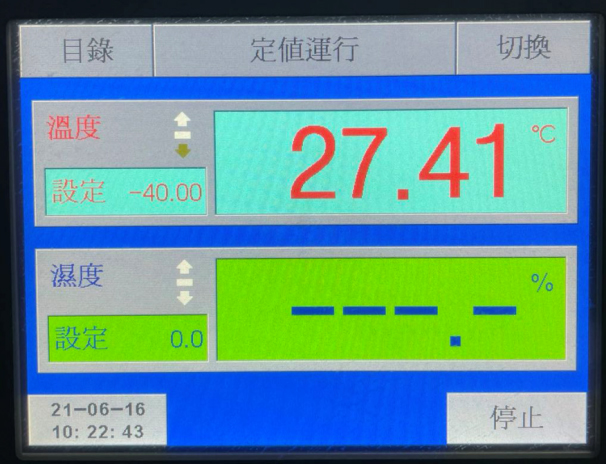 目錄 定值運行 切換
溫度
27.41 ℃
設定 -40.00
濕度
---.- %
設定 0.0
21-06-16
10:22:43
停止